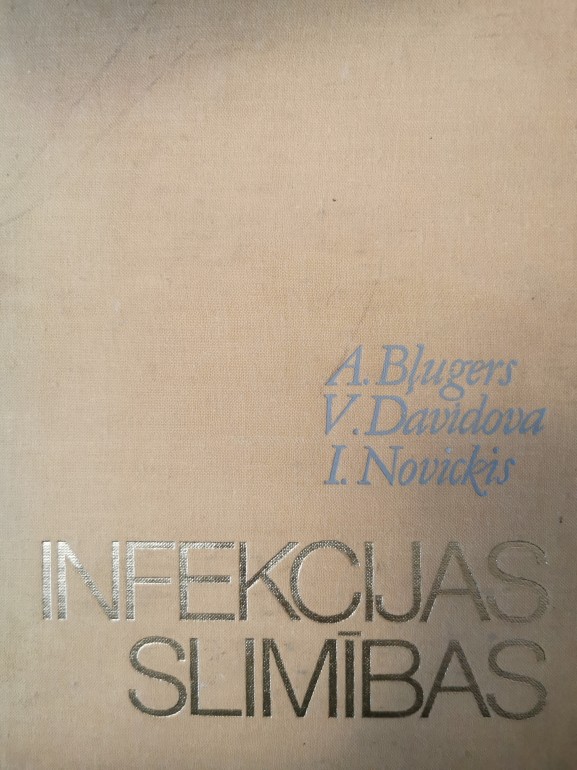 A. Bļugers
V. Davidova
I. Novickis
INFEKCIJAS
SLIMĪBAS